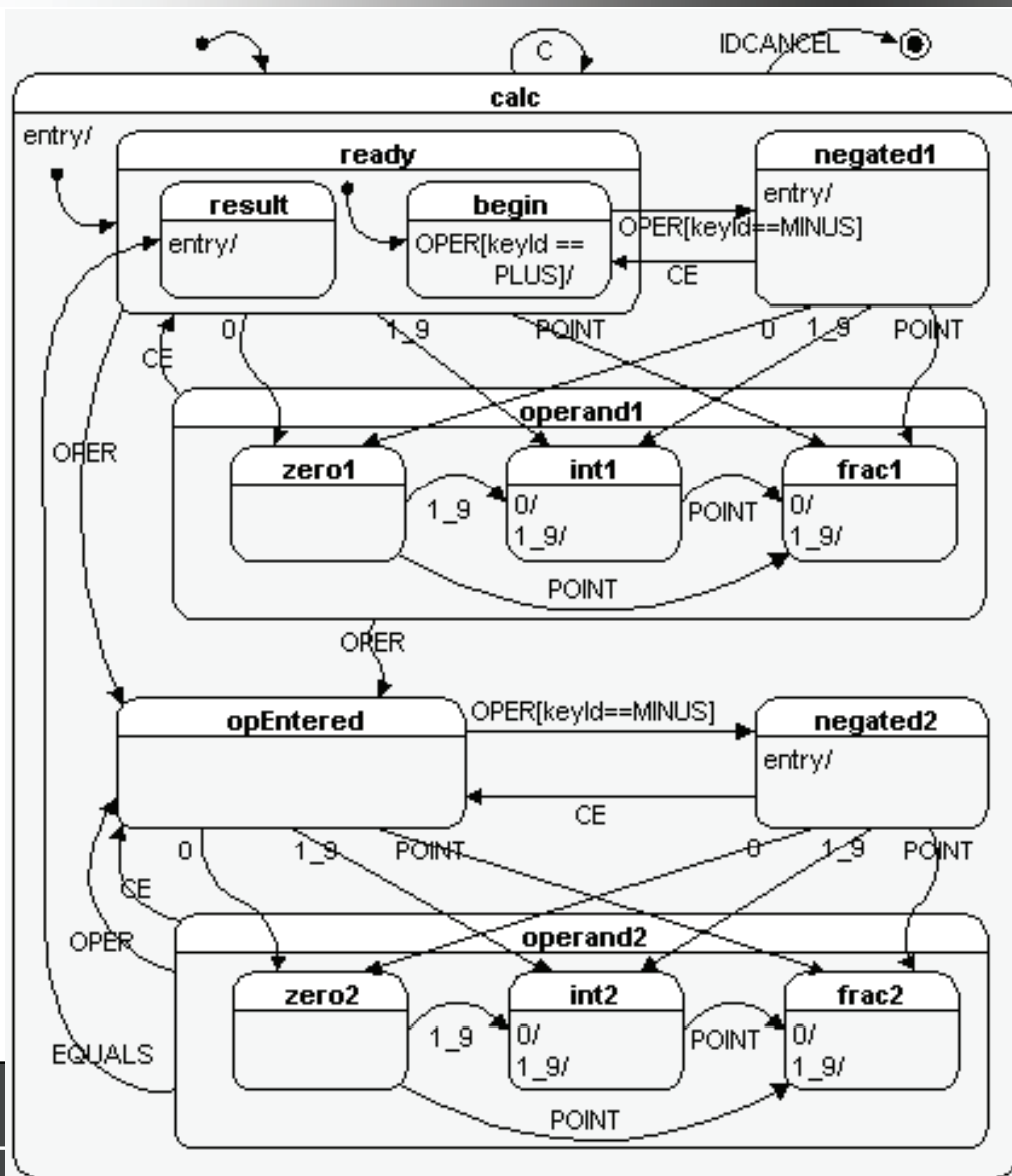 C
IDCANCEL
calc
entry/
ready
negated1
result
begin
entry/
entry/
OPER[keyId ==
PLUS]/
OPER[keyId==MINUS]
CE
0
1_9
POINT
0
1_9
POINT
CE
operand1
OPER
zero1
int1
frac1
1_9
0/
1_9/
POINT
0/
1_9/
POINT
OPER
opEntered
OPER[keyId==MINUS]
negated2
entry/
CE
0
1_9
POINT
0
1_9
POINT
CE
OPER
operand2
zero2
int2
frac2
1_9
0/
1_9/
POINT
0/
1_9/
EQUALS
POINT